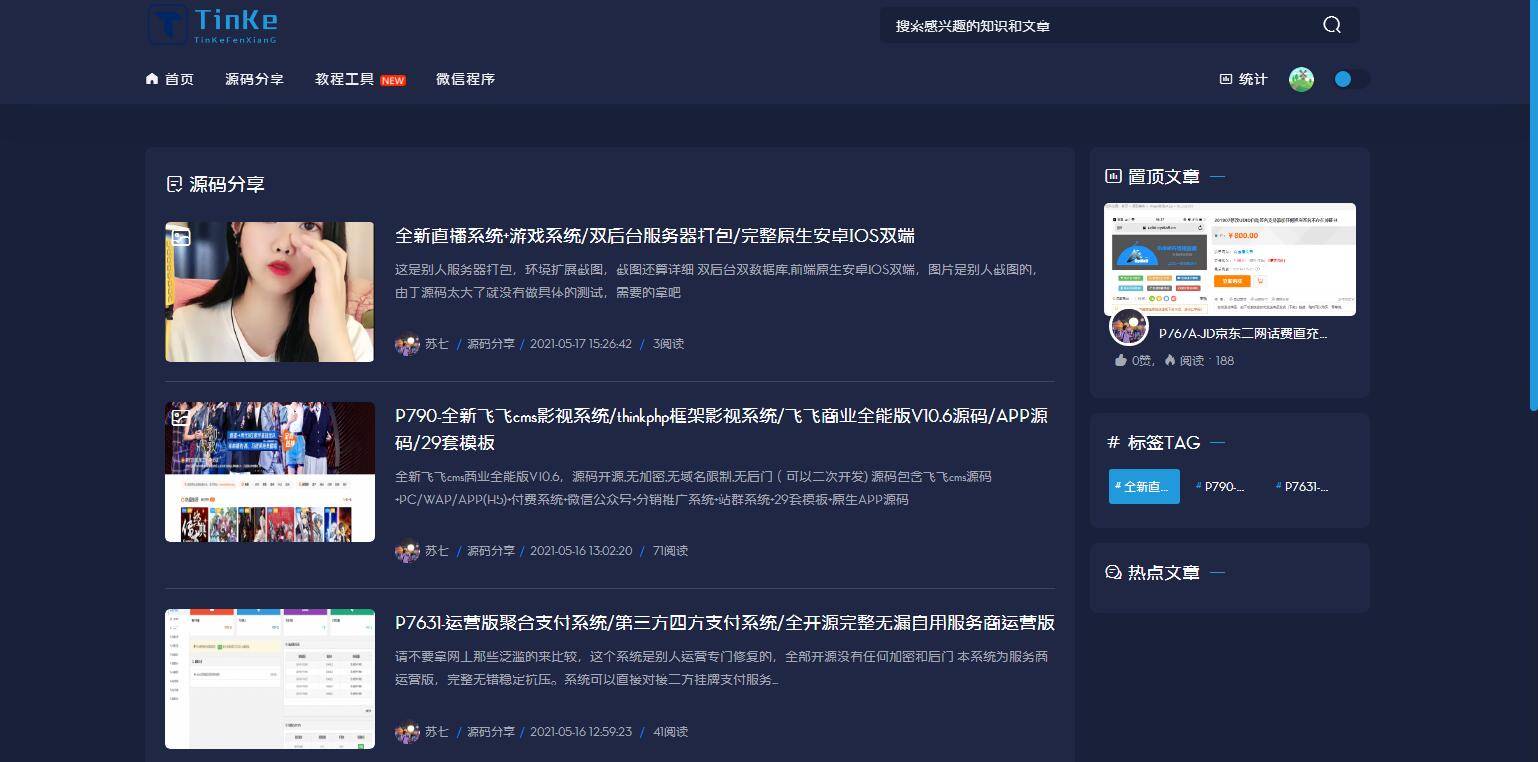 TinKe
TinKeFenXianG
搜索感兴趣的知识和文章
首页
源码分享
教程工具 NEW
微信程序
统计
源码分享
全新直播系统+游戏系统/双后台服务器打包/完整原生安卓IOS双端
这是别人服务器打包，环境扩展截图，截图还算详细 双后台双数据库,前端原生安卓IOS双端，图片是别人截图的，
由于源码太大了就没有做具体的测试，需要的拿吧
苏七 / 源码分享 / 2021-05-17 15:26:42 / 3阅读
P790-全新飞飞cms影视系统/thinkphp框架影视系统/飞飞商业全能版V10.6源码/APP源
码/29套模板
全新飞飞cms商业全能版V10.6，源码开源,无加密,无域名限制,无后门（可以二次开发) 源码包含飞飞cms源码
+PC/WAP/APP(H5)+付费系统+微信公众号+分销推广系统+站群系统+29套模板+原生APP源码
苏七 / 源码分享 / 2021-05-16 13:02:20 / 71阅读
P7631-运营版聚合支付系统/第三方四方支付系统/全开源完整无漏自用服务商运营版
请不要拿网上那些泛滥的来比较，这个系统是别人运营专门修复的，全部开源没有任何加密和后门 本系统为服务商
运营版，完整无错稳定抗压。系统可以直接对接三方挂牌支付服务...
苏七 / 源码分享 / 2021-05-16 12:59:23 / 41阅读
置顶文章
¥800.00
P/6/A-JD京东二网话费直充...
0赞， 阅读：188
# 标签TAG
# 全新直...
# P790-...
# P7631-...
热点文章